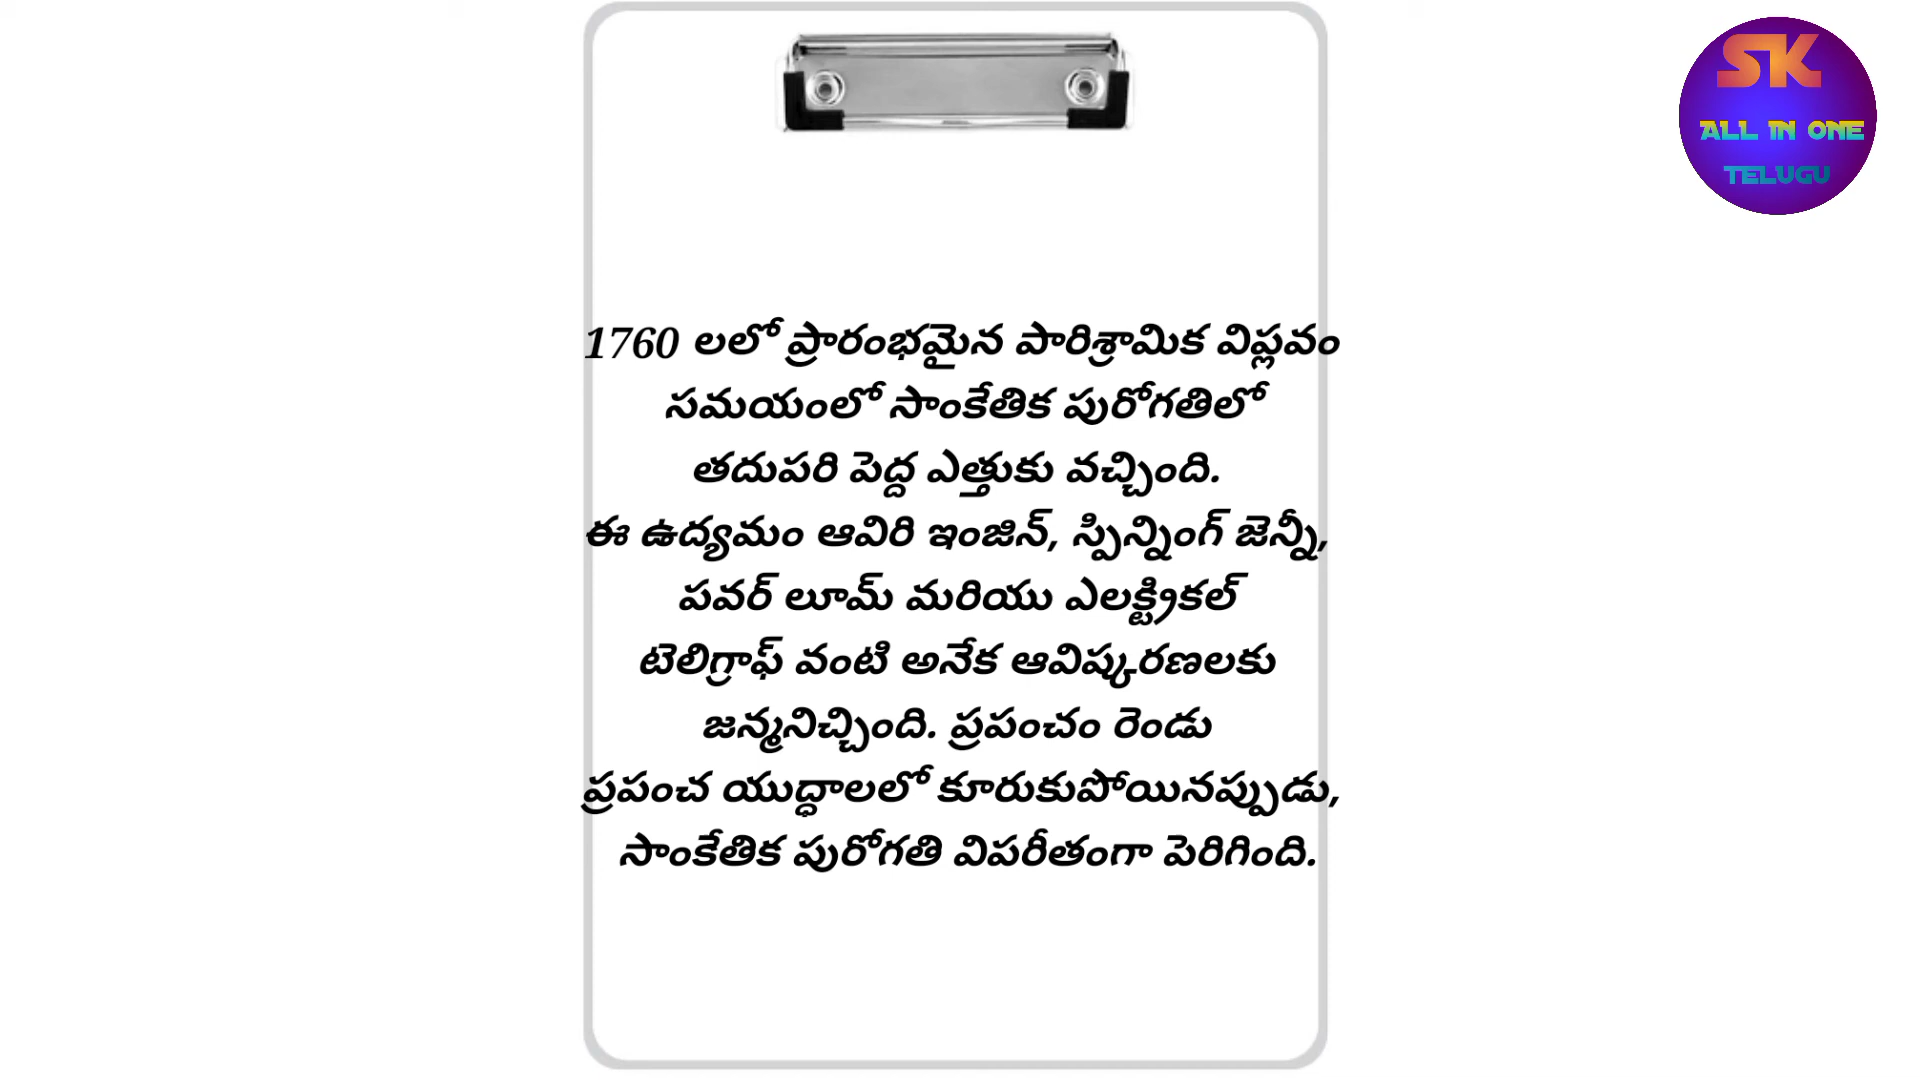 SK
ALL IN ONE
TELUGU
1760 లలో ప్రారంభమైన పారిశ్రామిక విప్లవం
సమయంలో సాంకేతిక పురోగతిలో
తదుపరి పెద్ద ఎత్తుకు వచ్చింది.
ఈ ఉద్యమం ఆవిరి ఇంజిన్, స్పిన్నింగ్ జెన్నీ,
పవర్ లూమ్ మరియు ఎలక్ట్రికల్
టెలిగ్రాఫ్ వంటి అనేక ఆవిష్కరణలకు
జన్మనిచ్చింది. ప్రపంచం రెండు
ప్రపంచ యుద్ధాలలో కూరుకుపోయినప్పుడు,
సాంకేతిక పురోగతి విపరీతంగా పెరిగింది.